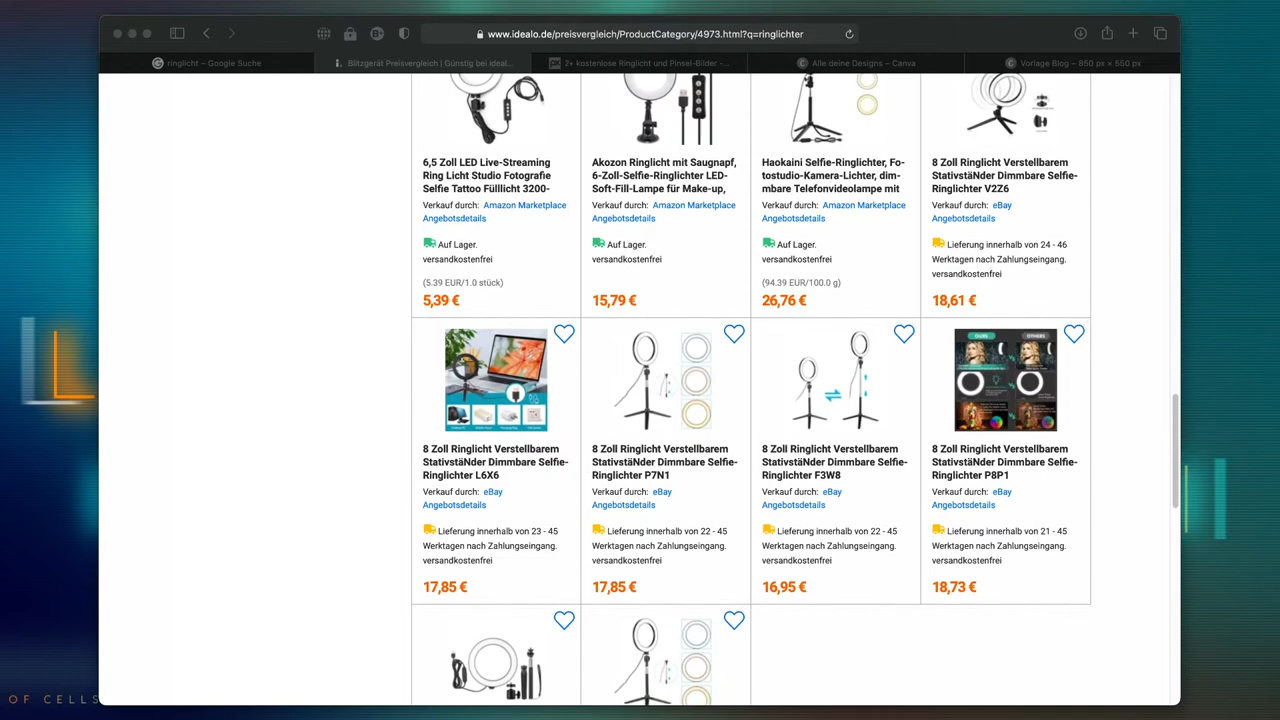 www.idealo.de/preisvergleich/ProductCategory/4973.html?q=ringlichter
ringlicht – Google Suche
Blitzgerät Preisvergleich | Günstig bei ideal...
2+ kostenlose Ringlicht und Pinsel-Bilder -...
Alle deine Designs – Canva
Vorlage Blog – 850 px × 550 px
6,5 Zoll LED Live-Streaming
Ring Licht Studio Fotografie
Selfie Tattoo Fülllicht 3200-
Verkauf durch: Amazon Marketplace
Angebotsdetails
Auf Lager.
versandkostenfrei
(5.39 EUR/1.0 stück)
5,39 €
Akozon Ringlicht mit Saugnapf,
6-Zoll-Selfie-Ringlichter LED-
Soft-Fill-Lampe für Make-up,
Verkauf durch: Amazon Marketplace
Angebotsdetails
Auf Lager.
versandkostenfrei
15,79 €
Haokaini Selfie-Ringlichter, Fo-
tostudio-Kamera-Lichter, dim-
mbare Telefonvideolampe mit
Verkauf durch: Amazon Marketplace
Angebotsdetails
Auf Lager.
versandkostenfrei
(94.39 EUR/100.0 g)
26,76 €
8 Zoll Ringlicht Verstellbarem
StativstäNder Dimmbare Selfie-
Ringlichter V2Z6
Verkauf durch: eBay
Angebotsdetails
Lieferung innerhalb von 24 - 46
Werktagen nach Zahlungseingang.
versandkostenfrei
18,61 €
8 Zoll Ringlicht Verstellbarem
StativstäNder Dimmbare Selfie-
Ringlichter L6X6
Verkauf durch: eBay
Angebotsdetails
Lieferung innerhalb von 23 - 45
Werktagen nach Zahlungseingang.
versandkostenfrei
17,85 €
8 Zoll Ringlicht Verstellbarem
StativstäNder Dimmbare Selfie-
Ringlichter P7N1
Verkauf durch: eBay
Angebotsdetails
Lieferung innerhalb von 22 - 45
Werktagen nach Zahlungseingang.
versandkostenfrei
17,85 €
8 Zoll Ringlicht Verstellbarem
StativstäNder Dimmbare Selfie-
Ringlichter F3W8
Verkauf durch: eBay
Angebotsdetails
Lieferung innerhalb von 22 - 45
Werktagen nach Zahlungseingang.
versandkostenfrei
16,95 €
OTHERS
8 Zoll Ringlicht Verstellbarem
StativstäNder Dimmbare Selfie-
Ringlichter P8P1
Verkauf durch: eBay
Angebotsdetails
Lieferung innerhalb von 21 - 45
Werktagen nach Zahlungseingang.
versandkostenfrei
18,73 €
OF CELLS